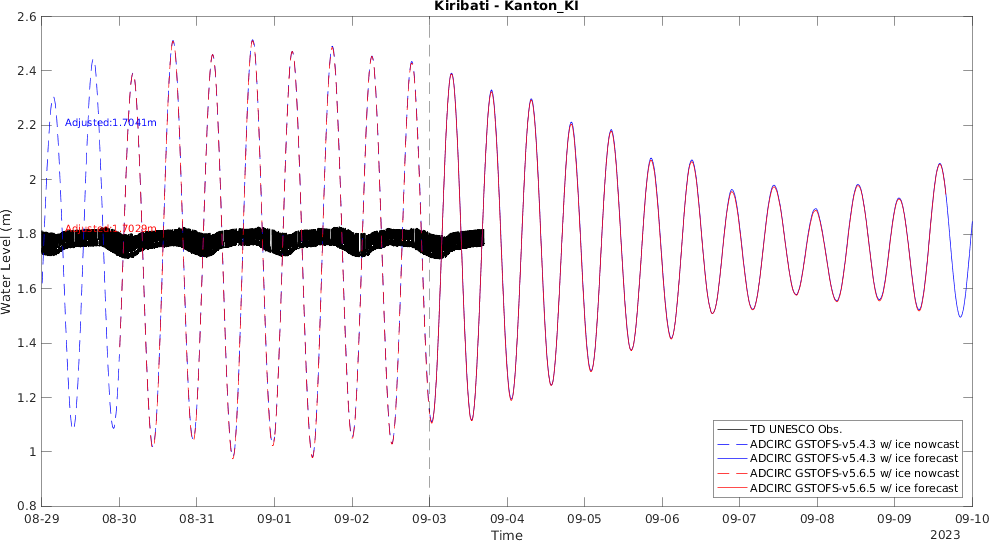 Kiribati - Kanton_KI
2.6
2.4
2.2
2
1.8
1.6
1.4
1.2
1
0.8
Water Level (m)
Adjusted:1.7041m
Adjusted:1.7029m
TD UNESCO Obs.
ADCIRC GSTOFS-v5.4.3 w/ ice nowcast
ADCIRC GSTOFS-v5.4.3 w/ ice forecast
ADCIRC GSTOFS-v5.6.5 w/ ice nowcast
ADCIRC GSTOFS-v5.6.5 w/ ice forecast
08-29 08-30 08-31 09-01 09-02 09-03 09-04 09-05 09-06 09-07 09-08 09-09 09-10
Time
2023